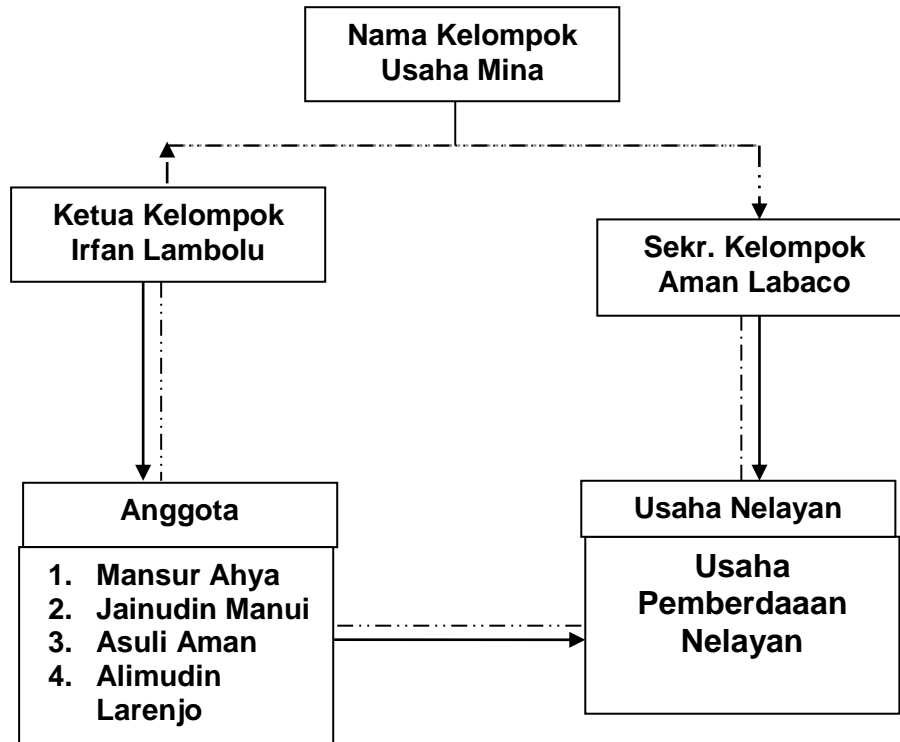 Nama Kelompok
Usaha Mina
Ketua Kelompok
Irfan Lambolu
Sekr. Kelompok
Aman Labaco
Anggota
1. Mansur Ahya
2. Jainudin Manui
3. Asuli Aman
4. Alimudin
Larenjo
Usaha Nelayan
Usaha
Pemberdaaan
Nelayan